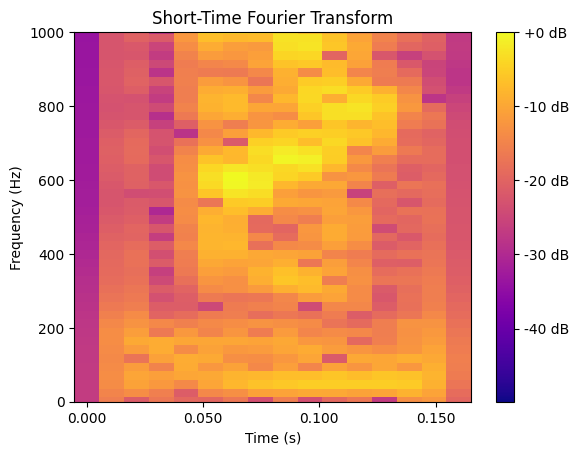 Short-Time Fourier Transform
1000
800
600
400
200
0
Frequency (Hz)
0.000
0.050
0.100
0.150
Time (s)
+0 dB
-10 dB
-20 dB
-30 dB
-40 dB